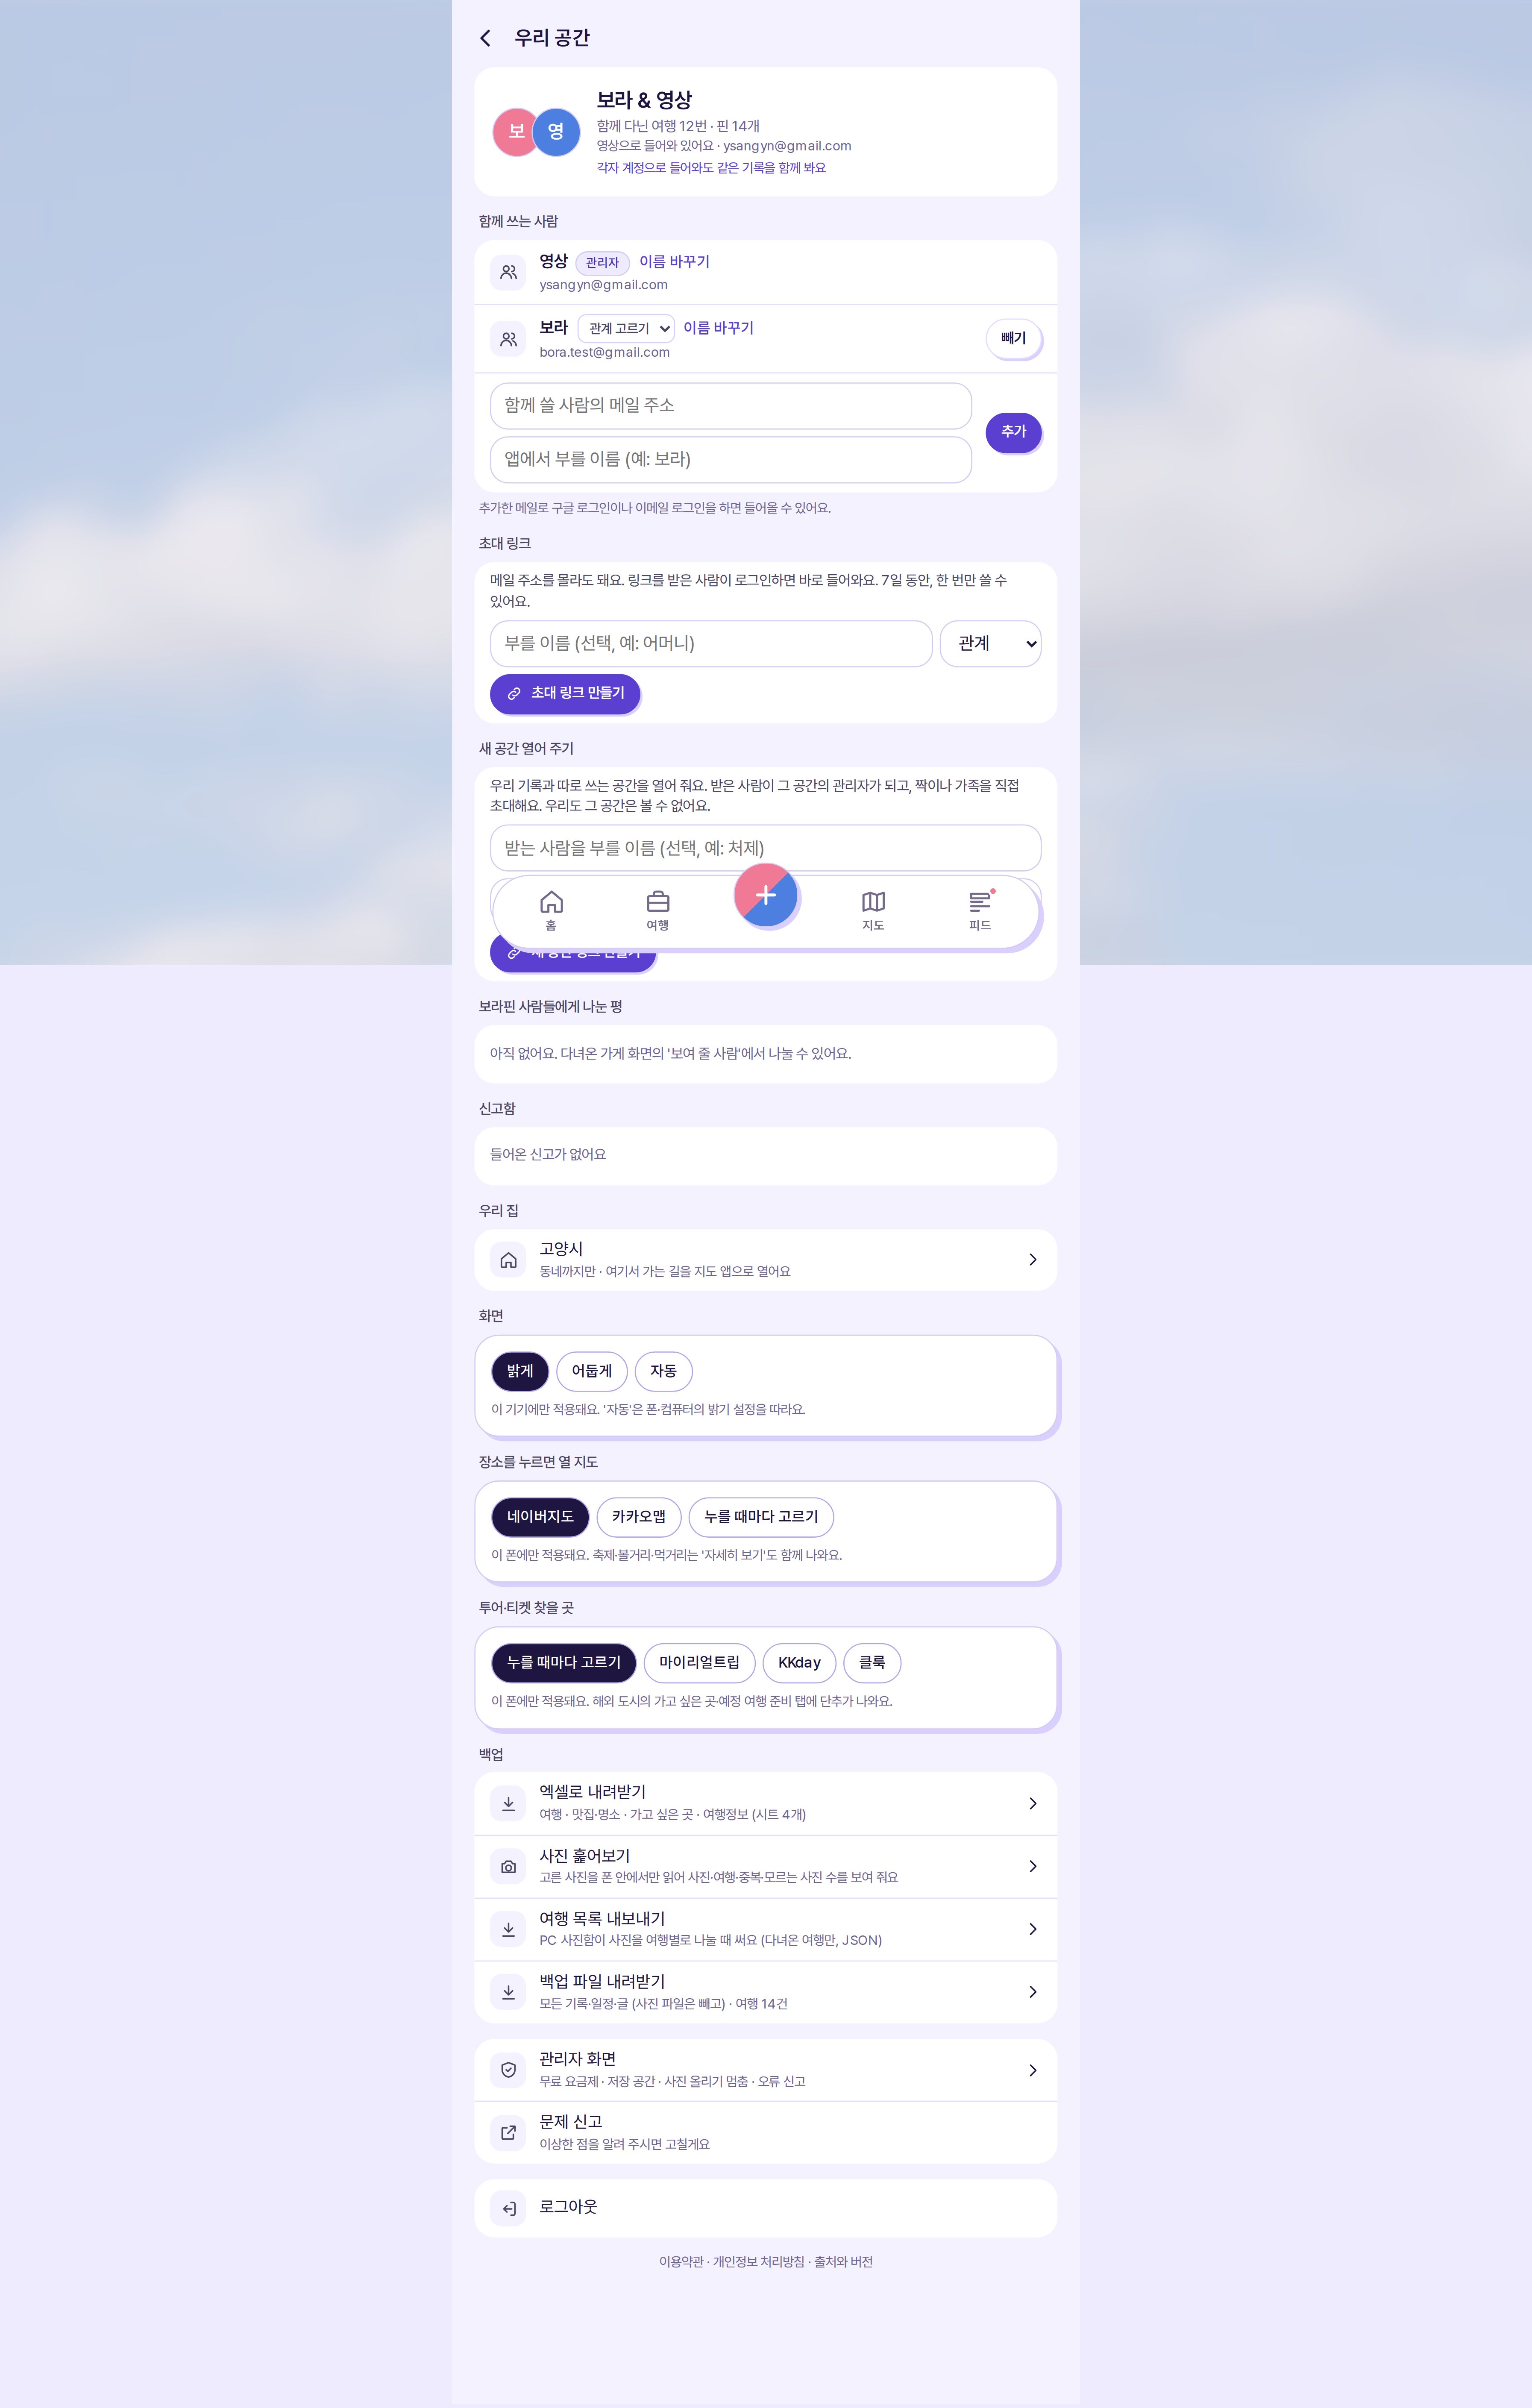 우리 공간
보 영
보라 & 영상
함께 다닌 여행 12번 · 핀 14개
영상으로 들어와 있어요 · ysangyn@gmail.com
각자 계정으로 들어와도 같은 기록을 함께 봐요
함께 쓰는 사람
영상 관리자 이름 바꾸기
ysangyn@gmail.com
보라 관계 고르기 이름 바꾸기
bora.test@gmail.com
빼기
함께 쓸 사람의 메일 주소
앱에서 부를 이름 (예: 보라)
추가
추가한 메일로 구글 로그인이나 이메일 로그인을 하면 들어올 수 있어요.
초대 링크
메일 주소를 몰라도 돼요. 링크를 받은 사람이 로그인하면 바로 들어와요. 7일 동안, 한 번만 쓸 수
있어요.
부를 이름 (선택, 예: 어머니) 관계
초대 링크 만들기
새 공간 열어 주기
우리 기록과 따로 쓰는 공간을 열어 줘요. 받은 사람이 그 공간의 관리자가 되고, 짝이나 가족을 직접
초대해요. 우리도 그 공간은 볼 수 없어요.
받는 사람을 부를 이름 (선택, 예: 처제)
홈 여행 지도 피드
보라핀 사람들에게 나눈 평
아직 없어요. 다녀온 가게 화면의 '보여 줄 사람'에서 나눌 수 있어요.
신고함
들어온 신고가 없어요
우리 집
고양시
동네까지만 · 여기서 가는 길을 지도 앱으로 열어요
화면
밝게 어둡게 자동
이 기기에만 적용돼요. '자동'은 폰·컴퓨터의 밝기 설정을 따라요.
장소를 누르면 열 지도
네이버지도 카카오맵 누를 때마다 고르기
이 폰에만 적용돼요. 축제·볼거리·먹거리는 '자세히 보기'도 함께 나와요.
투어·티켓 찾을 곳
누를 때마다 고르기 마이리얼트립 KKday 클룩
이 폰에만 적용돼요. 해외 도시의 가고 싶은 곳·예정 여행 준비 탭에 단추가 나와요.
백업
엑셀로 내려받기
여행 · 맛집·명소 · 가고 싶은 곳 · 여행정보 (시트 4개)
사진 훑어보기
고른 사진을 폰 안에서만 읽어 사진·여행·중복·모르는 사진 수를 보여 줘요
여행 목록 내보내기
PC 사진함이 사진을 여행별로 나눌 때 써요 (다녀온 여행만, JSON)
백업 파일 내려받기
모든 기록·일정·글 (사진 파일은 빼고) · 여행 14건
관리자 화면
무료 요금제 · 저장 공간 · 사진 올리기 멈춤 · 오류 신고
문제 신고
이상한 점을 알려 주시면 고칠게요
로그아웃
이용약관 · 개인정보 처리방침 · 출처와 버전